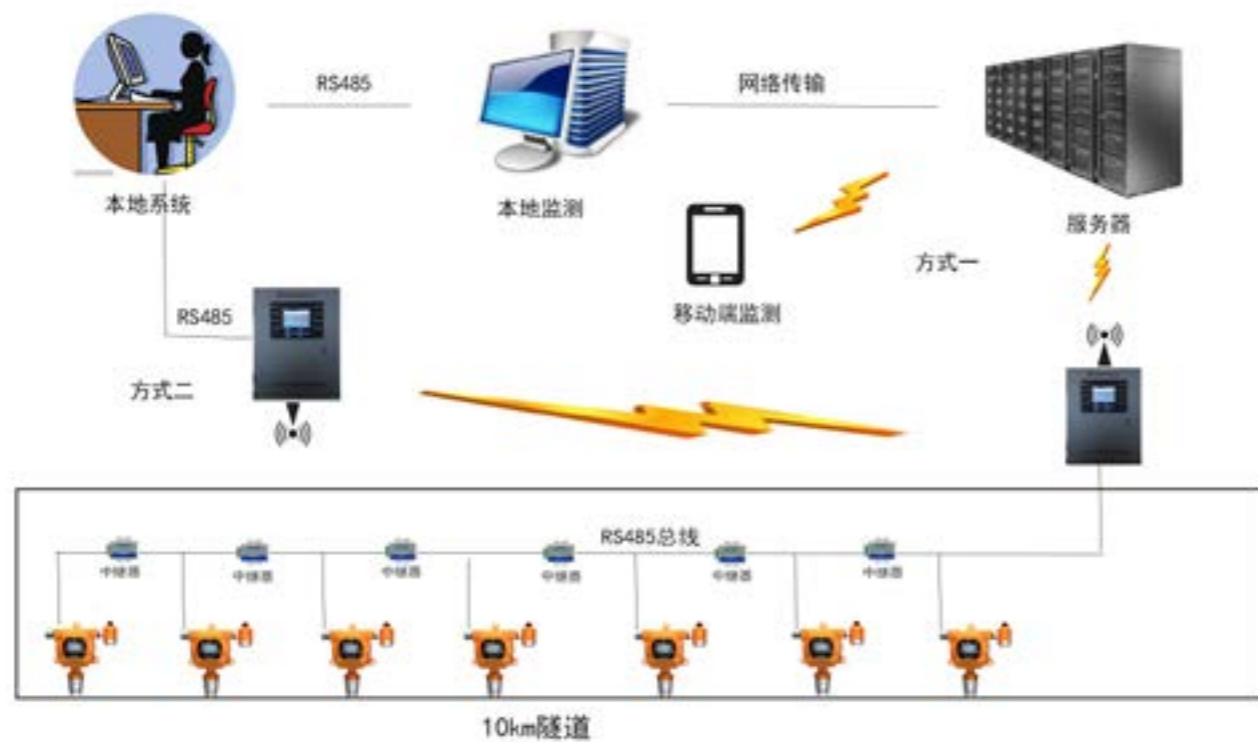 RS485
网络传输
本地系统
本地监测
服务器
方式一
移动端监测
RS485
方式二
RS485总线
中继器
中继器
中继器
中继器
中继器
中继器
10km隧道